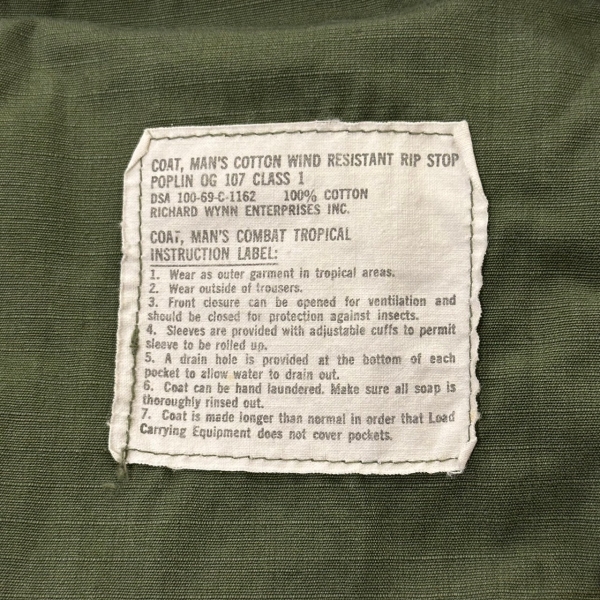 COAT, MAN'S COTTON WIND RESISTANT RIP STOP
POPLIN OG 107 CLASS 1
DSA 100-69-C-1162 100% COTTON
RICHARD WYNN ENTERPRISES INC.
COAT, MAN'S COMBAT TROPICAL
INSTRUCTION LABEL:
1. Wear as outer garment in tropical areas.
2. Wear outside of trousers.
3. Front closure can be opened for ventilation and
should be closed for protection against insects.
4. Sleeves are provided with adjustable cuffs to permit
sleeve to be rolled up.
5. A drain hole is provided at the bottom of each
pocket to allow water to drain out.
6. Coat can be hand laundered. Make sure all soap is
thoroughly rinsed out.
7. Coat is made longer than normal in order that Load
Carrying Equipment does not cover pockets.